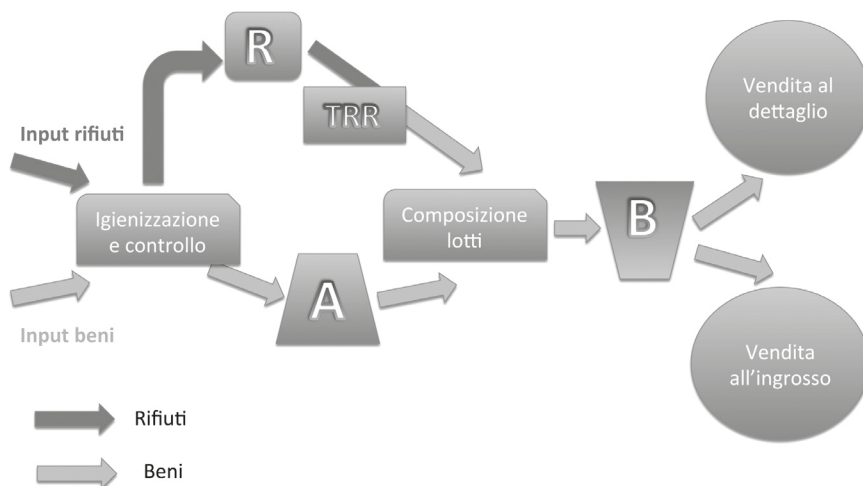 R
TRR
Vendita al
dettaglio
Input rifiuti
Igienizzazione
e controllo
Composizione
lotti
B
A
Input beni
Vendita
all'ingrosso
Rifiuti
Beni